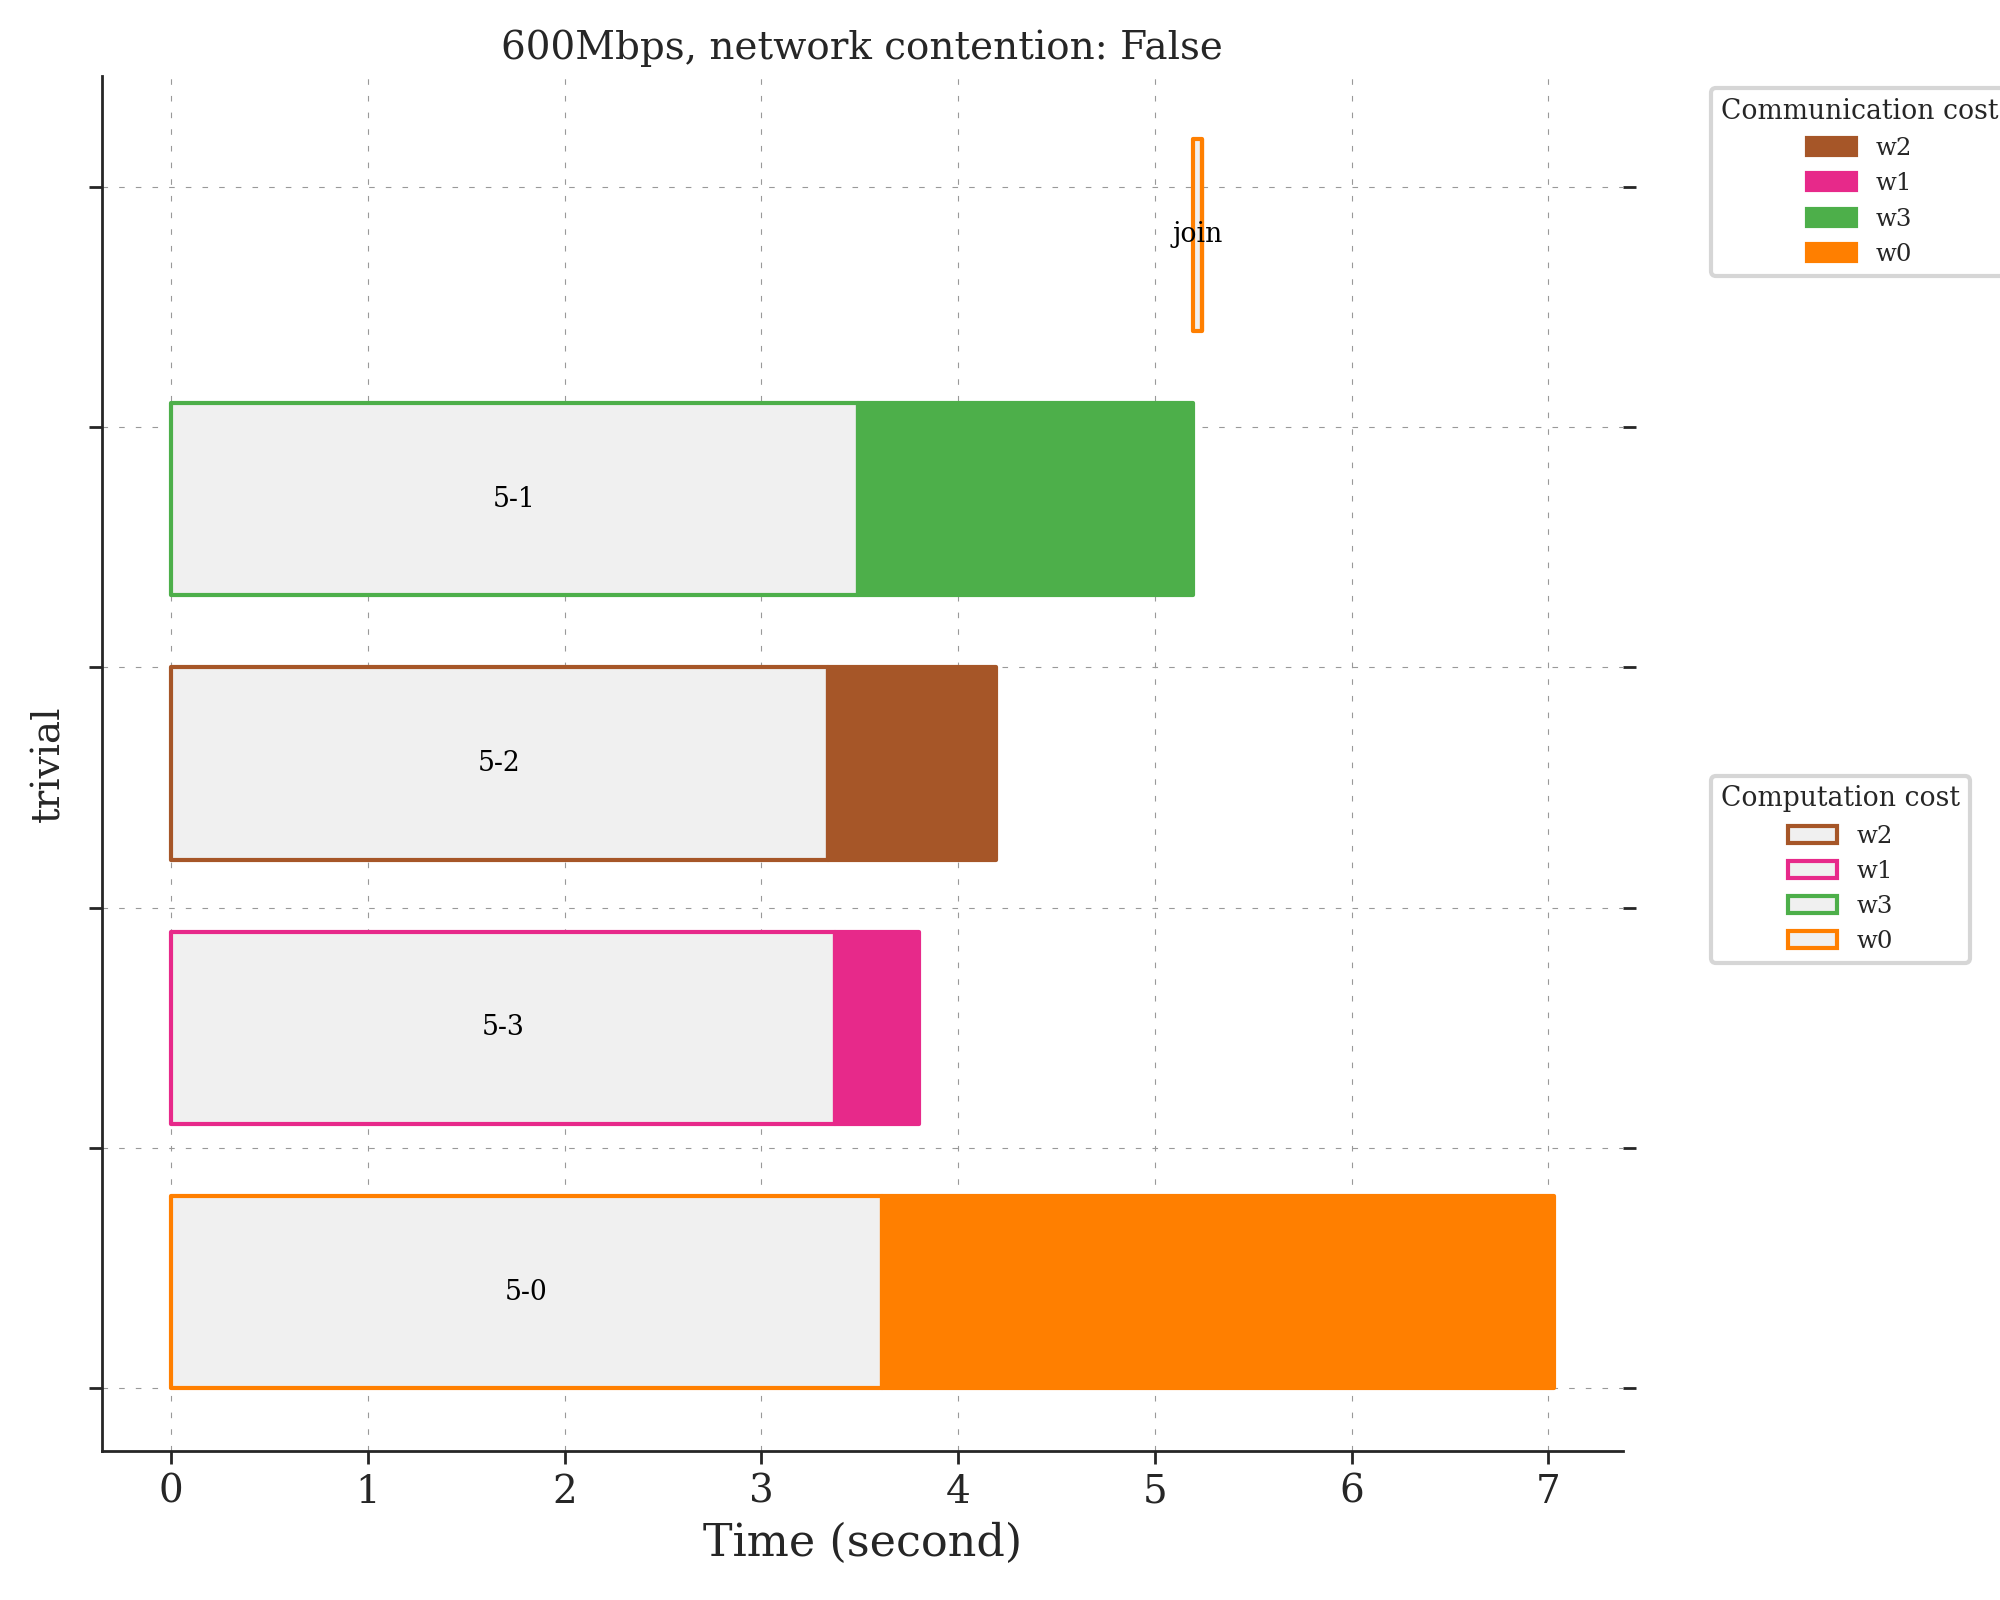 600Mbps, network contention: False
Communication cost
w2
w1
w3
w0
join
5-1
5-2
5-3
5-0
trivial
Computation cost
w2
w1
w3
w0
0 1 2 3 4 5 6 7
Time (second)